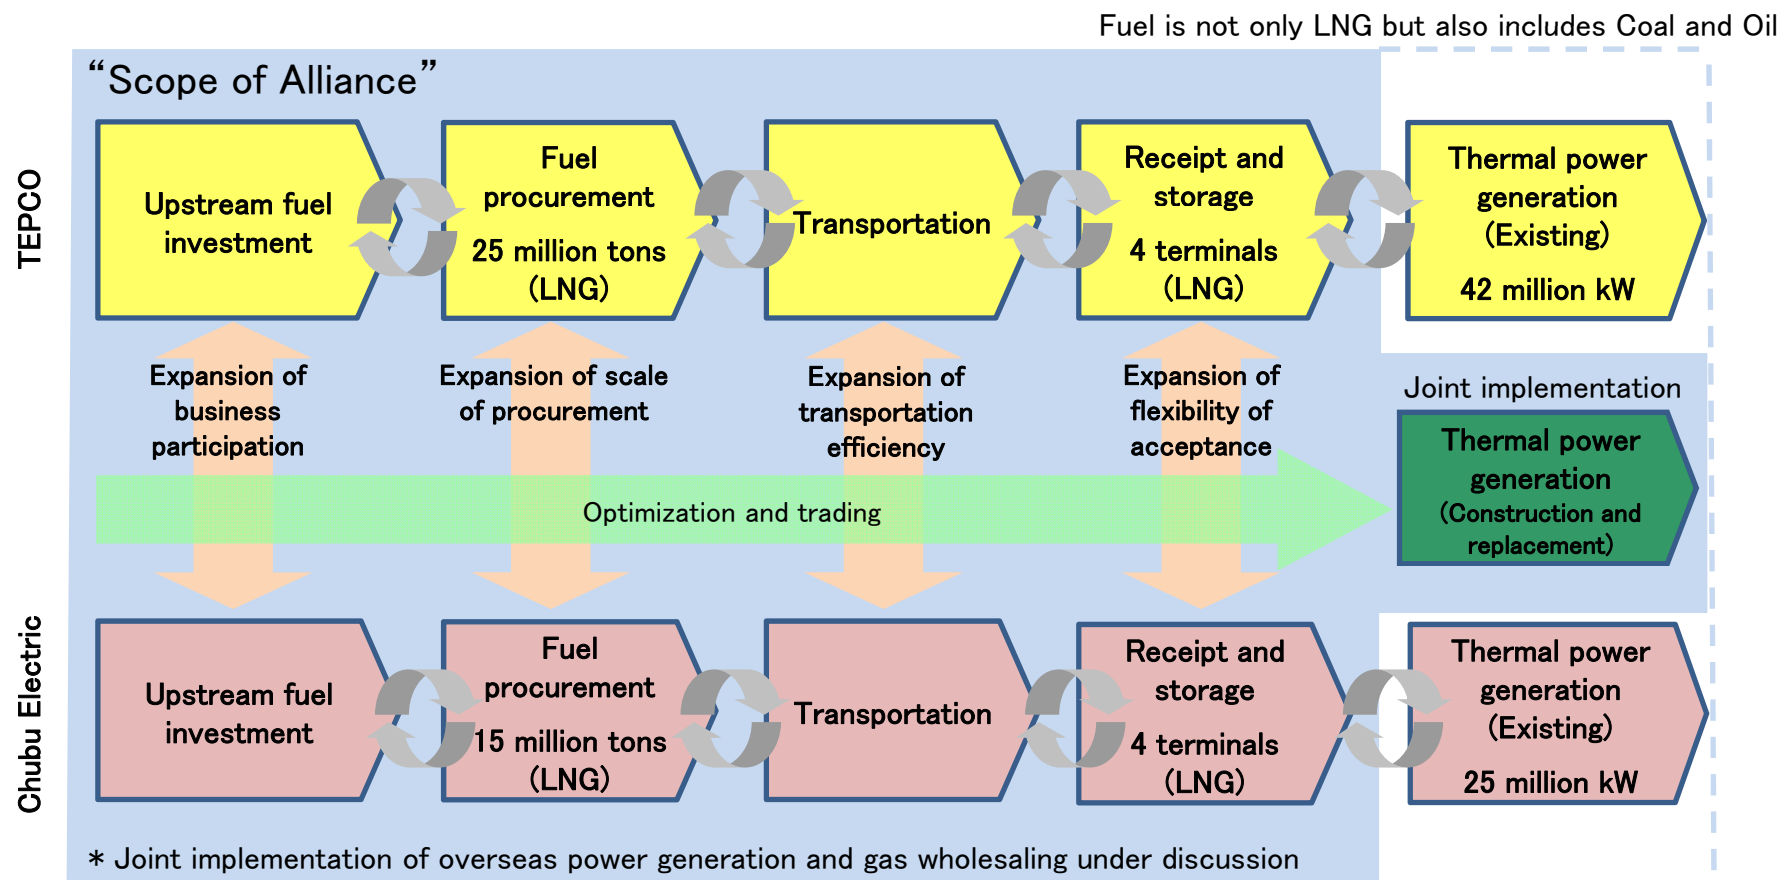 Fuel is not only LNG but also includes Coal and Oil
“Scope of Alliance”
TEPCO
Upstream fuel
investment
Fuel
procurement
25 million tons
(LNG)
Transportation
Receipt and
storage
4 terminals
(LNG)
Thermal power
generation
(Existing)
42 million kW
Expansion of
business
participation
Expansion of scale
of procurement
Expansion of
transportation
efficiency
Expansion of
flexibility of
acceptance
Joint implementation
Thermal power
generation
(Construction and
replacement)
Optimization and trading
Chubu Electric
Upstream fuel
investment
Fuel
procurement
15 million tons
(LNG)
Transportation
Receipt and
storage
4 terminals
(LNG)
Thermal power
generation
(Existing)
25 million kW
* Joint implementation of overseas power generation and gas wholesaling under discussion